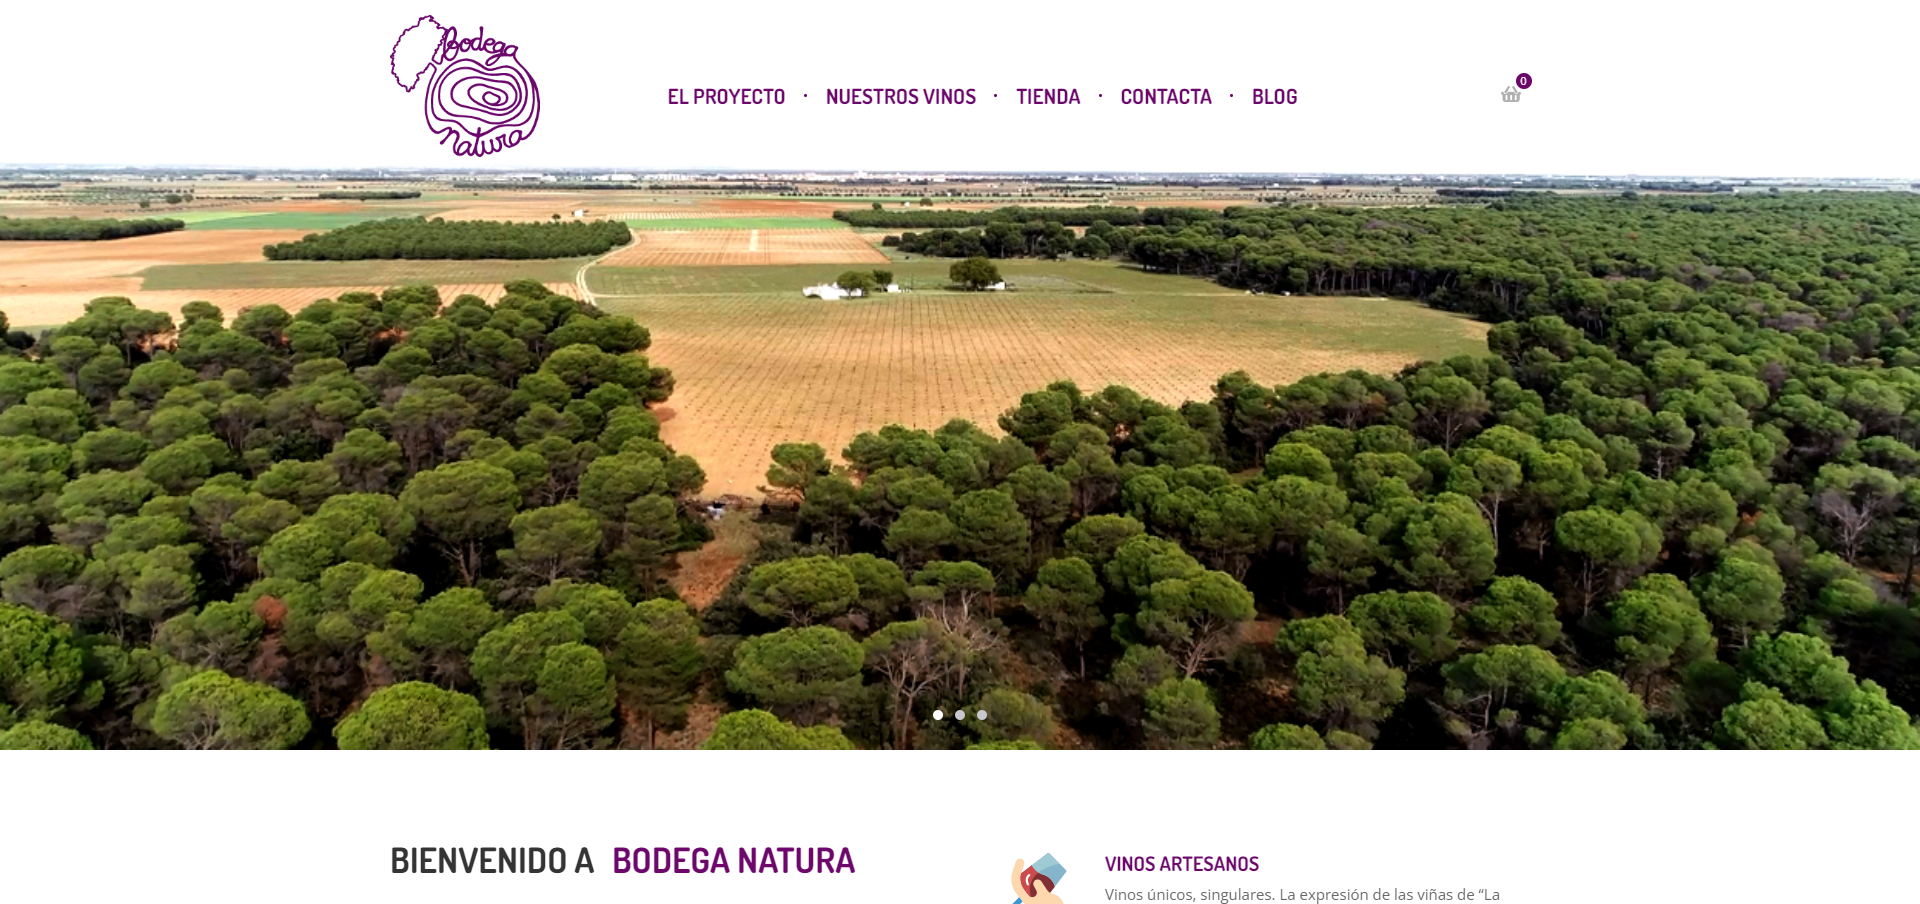 Bodega
natura
EL PROYECTO · NUESTROS VINOS · TIENDA · CONTACTA · BLOG
0
BIENVENIDO A BODEGA NATURA
VINOS ARTESANOS
Vinos únicos, singulares. La expresión de las viñas de “La